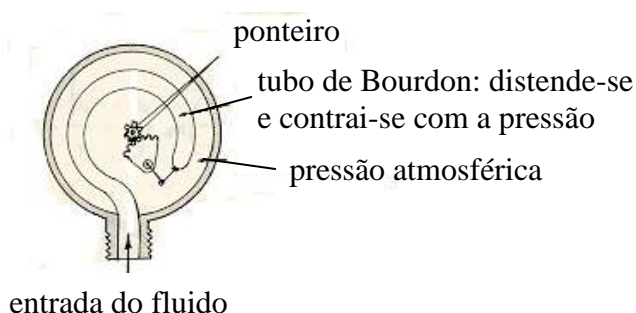 ponteiro
tubo de Bourdon: distende-se
e contrai-se com a pressão
pressão atmosférica
entrada do fluido